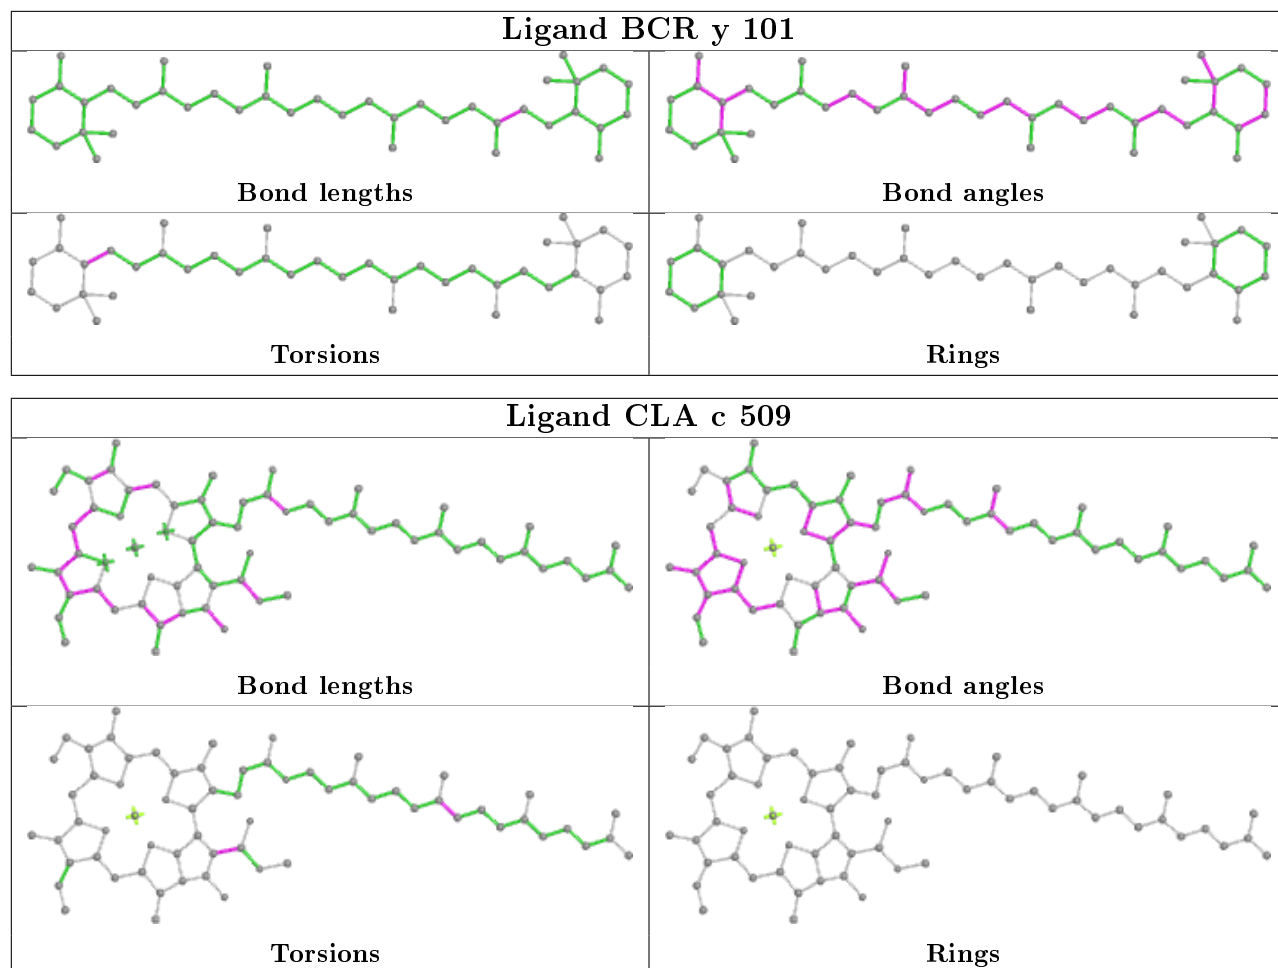 Ligand BCR y 101
Bond lengths
Bond angles
Torsions
Rings
Ligand CLA c 509
Bond lengths
Bond angles
Torsions
Rings